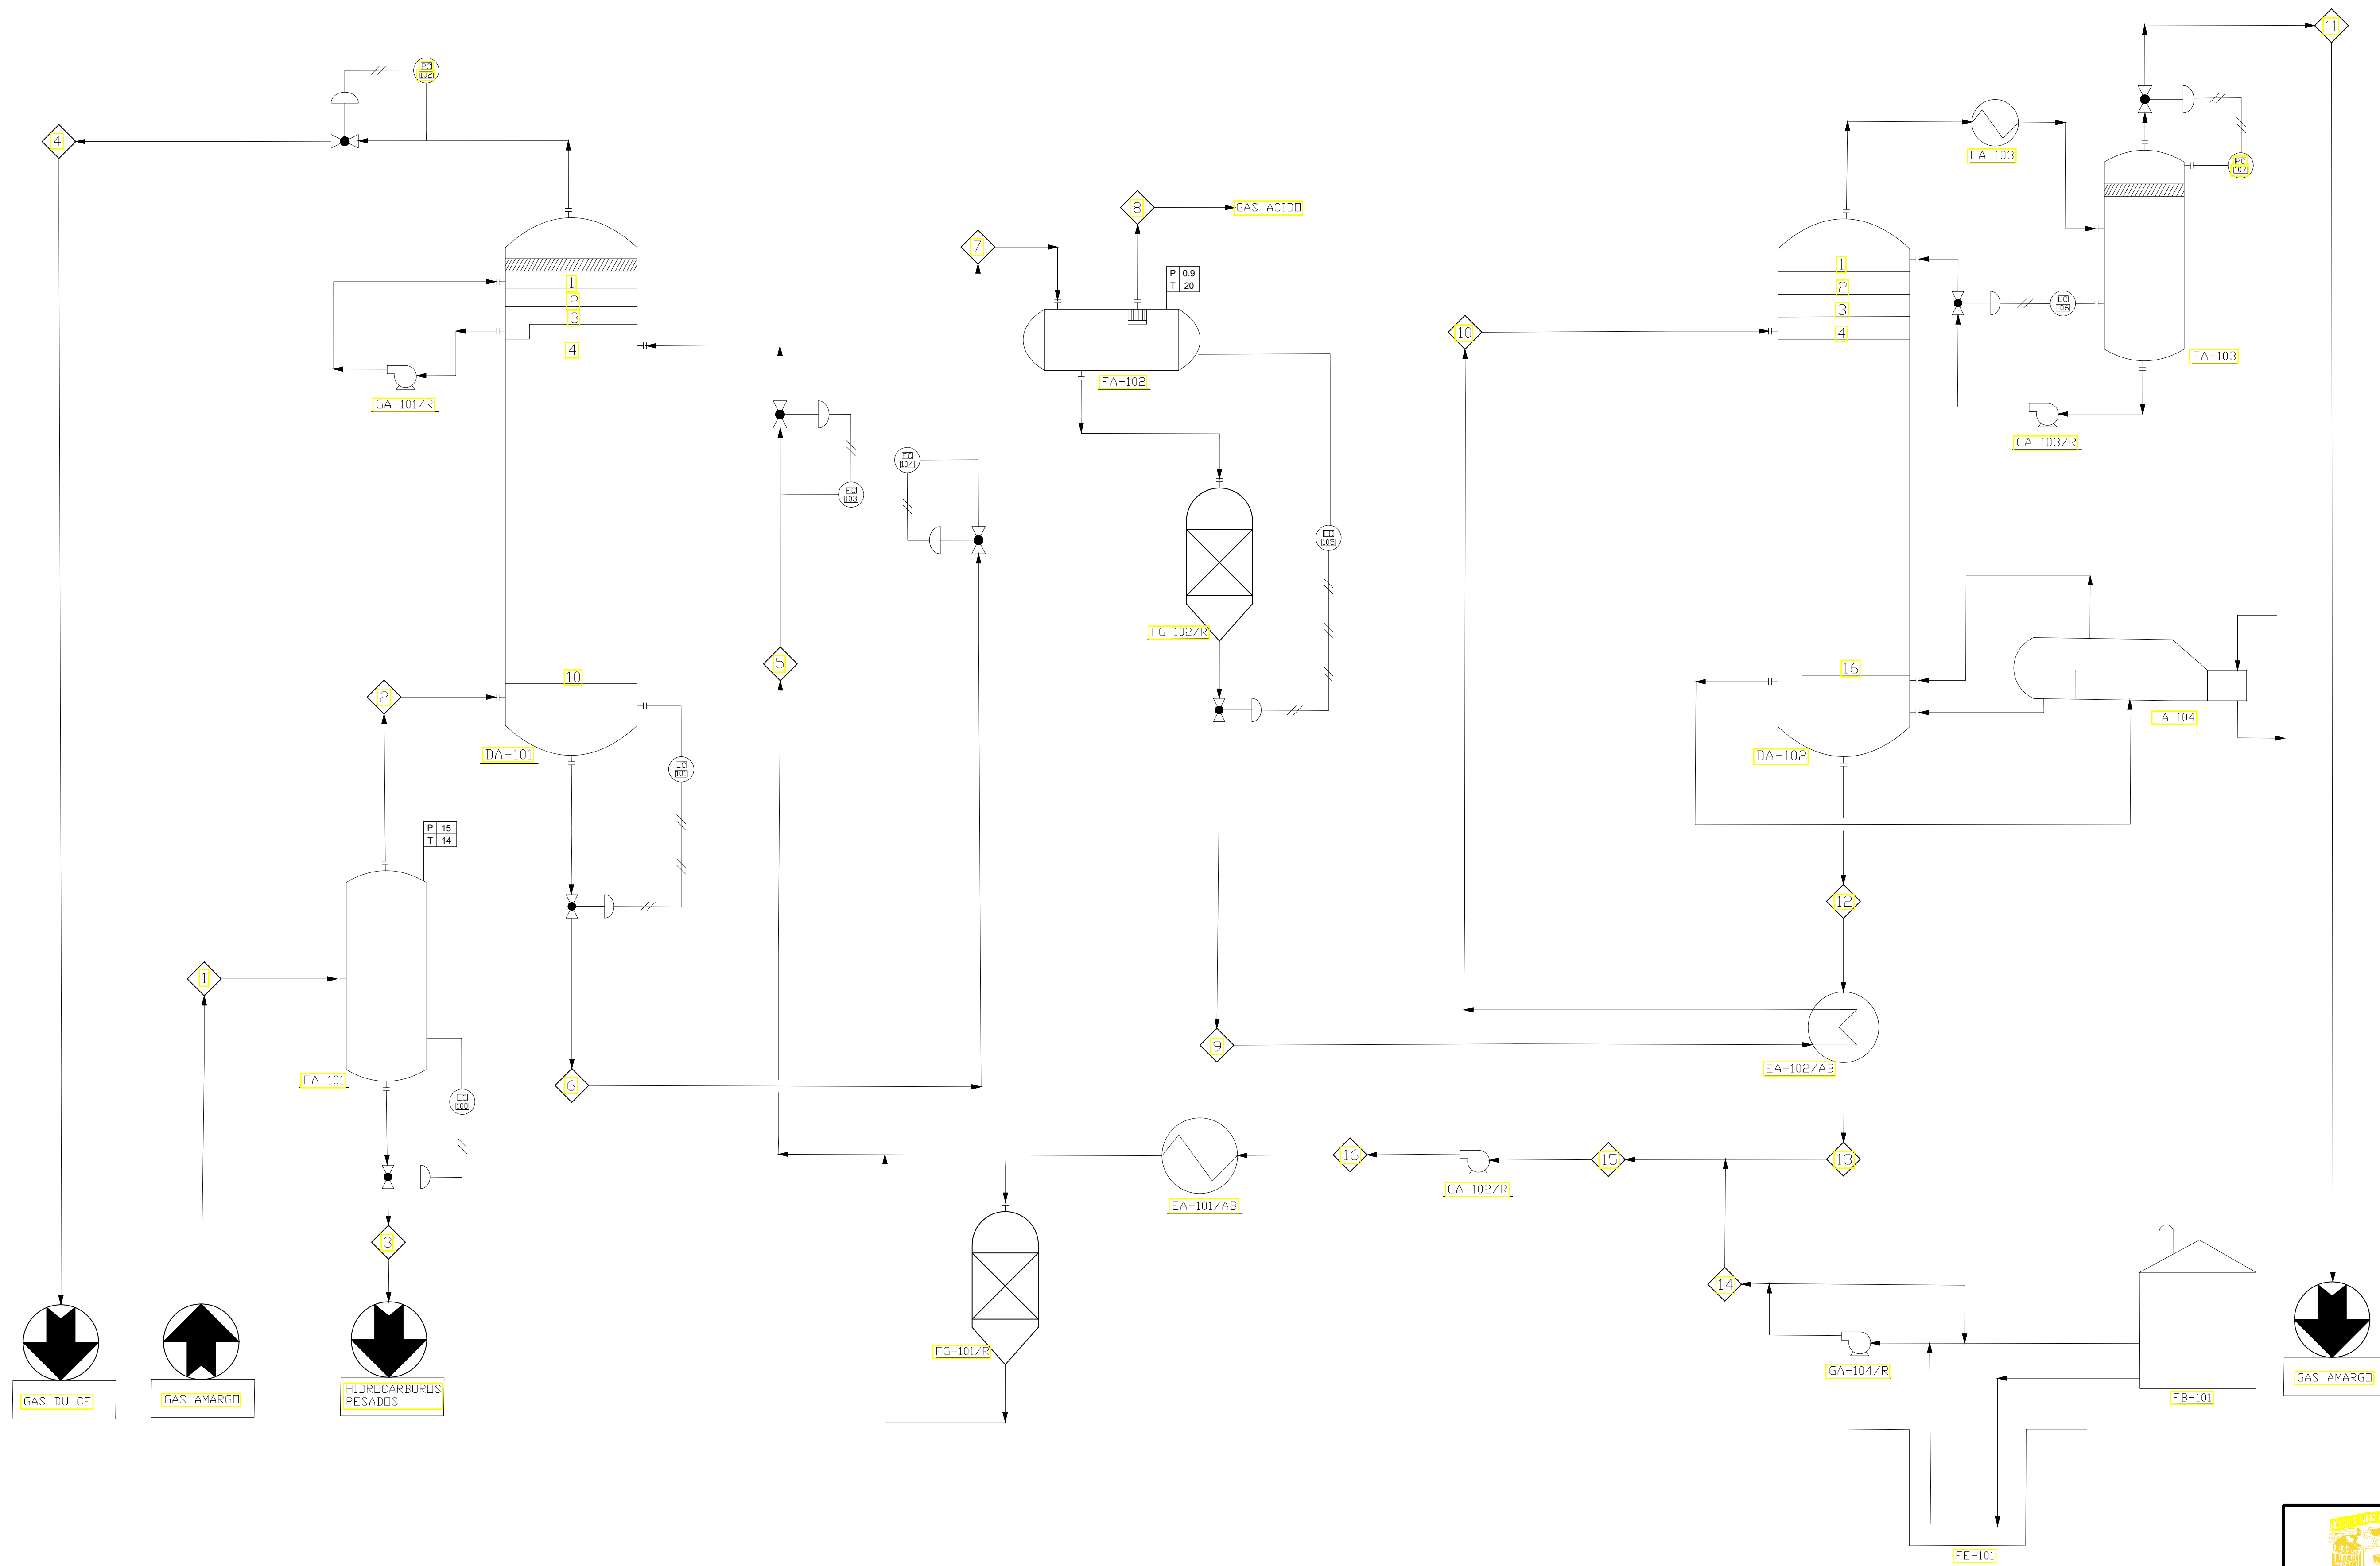 11
PC
102
4
EA-103
PC
107
8
GAS ACIDO
7
P 0.9
T 20
1
2
3
4
1
2
3
4
10
LC
106
FA-102
FA-103
GA-101/R
GA-103/R
FC
104
FC
103
LC
105
FG-102/R
5
10
2
16
EA-104
DA-101
DA-102
LC
101
P 15
T 14
12
1
9
FA-101
6
EA-102/AB
LC
100
16
15
13
GA-102/R
EA-101/AB
3
14
FG-101/R
GA-104/R
FB-101
GAS DULCE
GAS AMARGO
HIDROCARBUROS
PESADOS
GAS AMARGO
FE-101